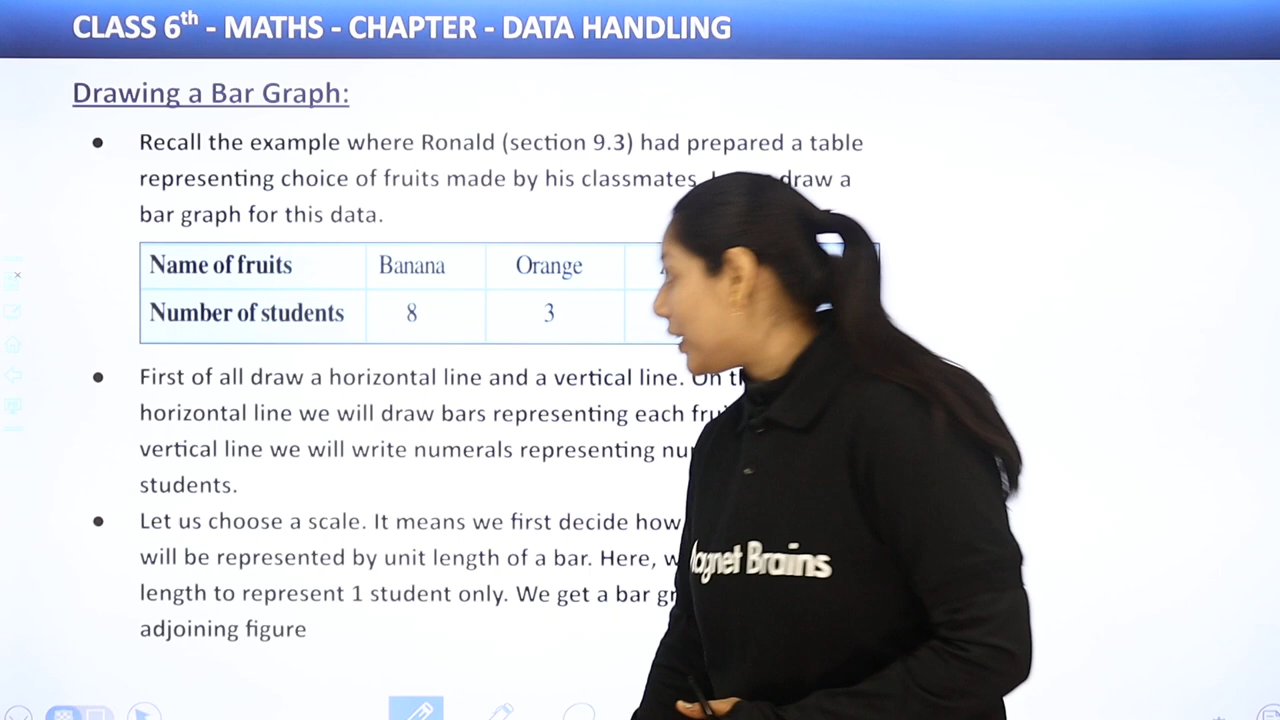 CLASS 6th - MATHS - CHAPTER - DATA HANDLING
Drawing a Bar Graph:
Recall the example where Ronald (section 9.3) had prepared a table
representing choice of fruits made by his classmates draw a
bar graph for this data.
Name of fruits Banana Orange
Number of students 8 3
First of all draw a horizontal line and a vertical line. On
horizontal line we will draw bars representing each
vertical line we will write numerals representing
students.
Let us choose a scale. It means we first decide how
will be represented by unit length of a bar. Here,
length to represent 1 student only. We get a bar
adjoining figure
Brains